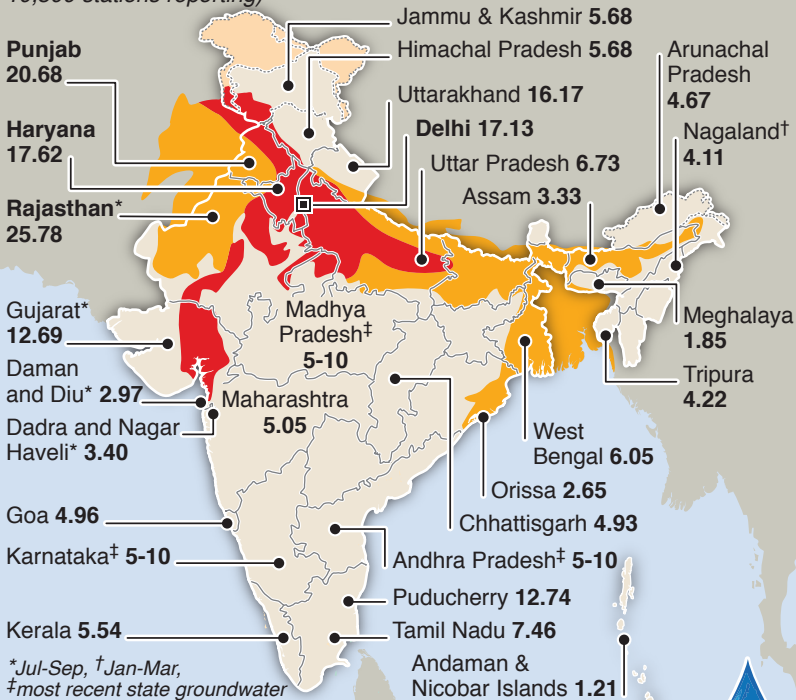 Jammu & Kashmir 5.68
Himachal Pradesh 5.68
Punjab
20.68
Arunachal
Pradesh
4.67
Uttarakhand 16.17
Haryana
17.62
Delhi 17.13
Nagaland†
4.11
Uttar Pradesh 6.73
Assam 3.33
Rajasthan*
25.78
Gujarat*
12.69
Madhya
Pradesh‡
5-10
Meghalaya
1.85
Daman
and Diu* 2.97
Maharashtra
5.05
Tripura
4.22
Dadra and Nagar
Haveli* 3.40
West
Bengal 6.05
Orissa 2.65
Goa 4.96
Chhattisgarh 4.93
Karnataka‡ 5-10
Andhra Pradesh‡ 5-10
Puducherry 12.74
Kerala 5.54
Tamil Nadu 7.46
Andaman &
Nicobar Islands 1.21
*Jul-Sep, †Jan-Mar,
‡most recent state groundwater